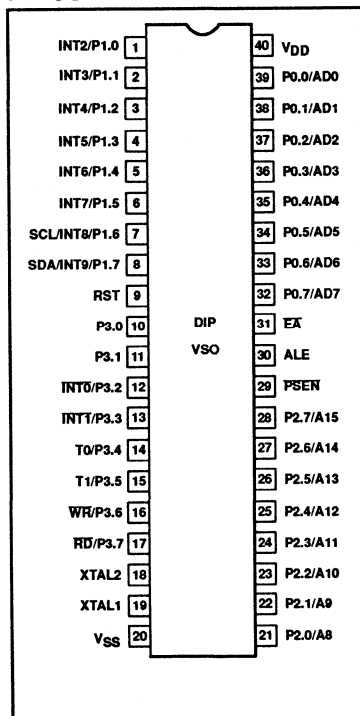 INT2/P1.0 1 40 VDD
INT3/P1.1 2 39 P0.0/AD0
INT4/P1.2 3 38 P0.1/AD1
INT5/P1.3 4 37 P0.2/AD2
INT6/P1.4 5 36 P0.3/AD3
INT7/P1.5 6 35 P0.4/AD4
SCL/INT8/P1.6 7 34 P0.5/AD5
SDA/INT9/P1.7 8 33 P0.6/AD6
RST 9 32 P0.7/AD7
P3.0 10 DIP 31 EA
P3.1 11 VSO 30 ALE
INT0/P3.2 12 29 PSEN
INT1/P3.3 13 28 P2.7/A15
T0/P3.4 14 27 P2.6/A14
T1/P3.5 15 26 P2.5/A13
WR/P3.6 16 25 P2.4/A12
RD/P3.7 17 24 P2.3/A11
XTAL2 18 23 P2.2/A10
XTAL1 19 22 P2.1/A9
VSS 20 21 P2.0/A8